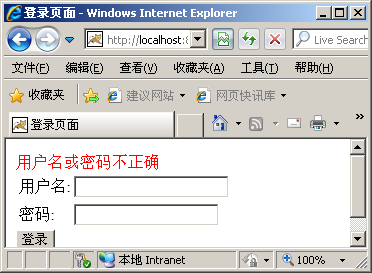 登录页面 - Windows Internet Explorer
http://localhost:8
Live Search
文件(F) 编辑(E) 查看(V) 收藏夹(A) 工具(T) 帮助(H)
收藏夹 建议网站 网页快讯库
登录页面
用户名或密码不正确
用户名:
密码:
登录
本地 Intranet 100%